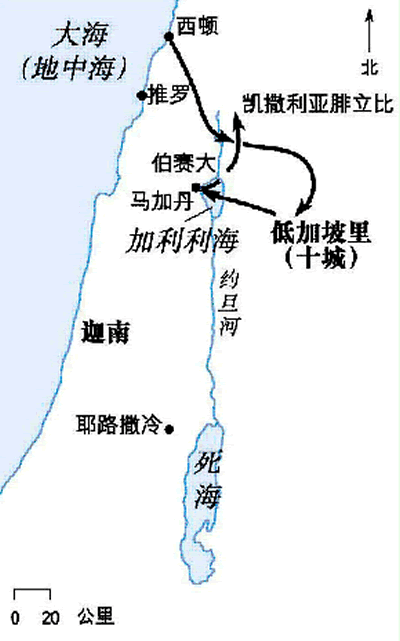 大海
(地中海)
西顿
北
推罗
凯撒利亚腓立比
伯赛大
马加丹
加利利海
低加坡里
(十城)
约旦河
迦南
耶路撒冷
死海
0 20 公里